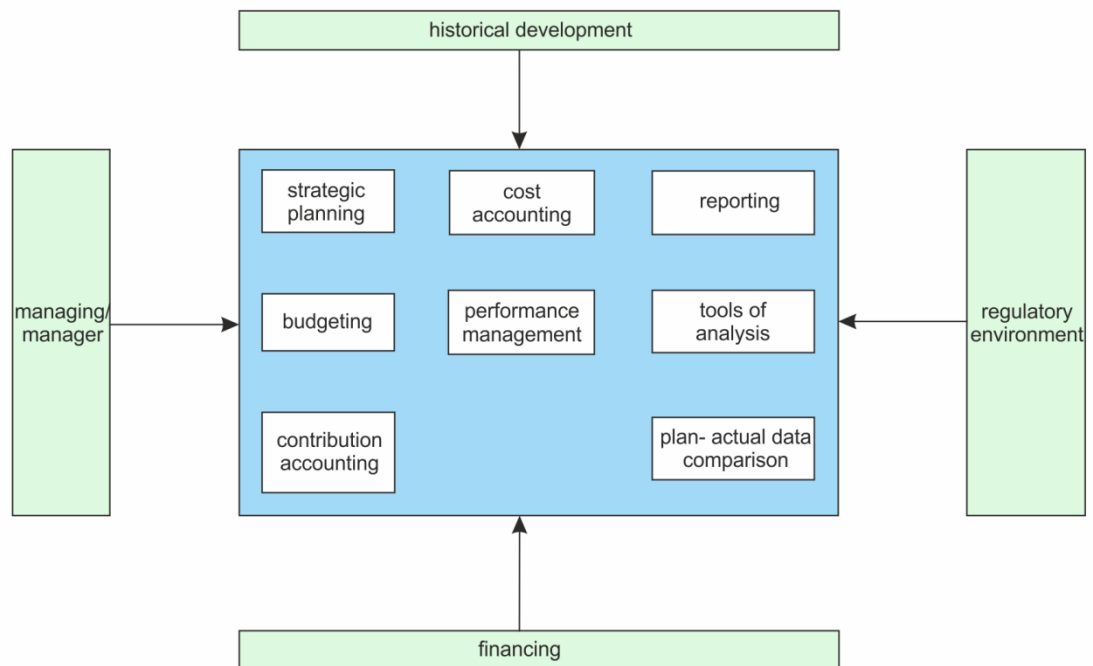 historical development
strategic
planning
cost
accounting
reporting
managing/
manager
budgeting
performance
management
tools of
analysis
regulatory
environment
contribution
accounting
plan- actual data
comparison
financing